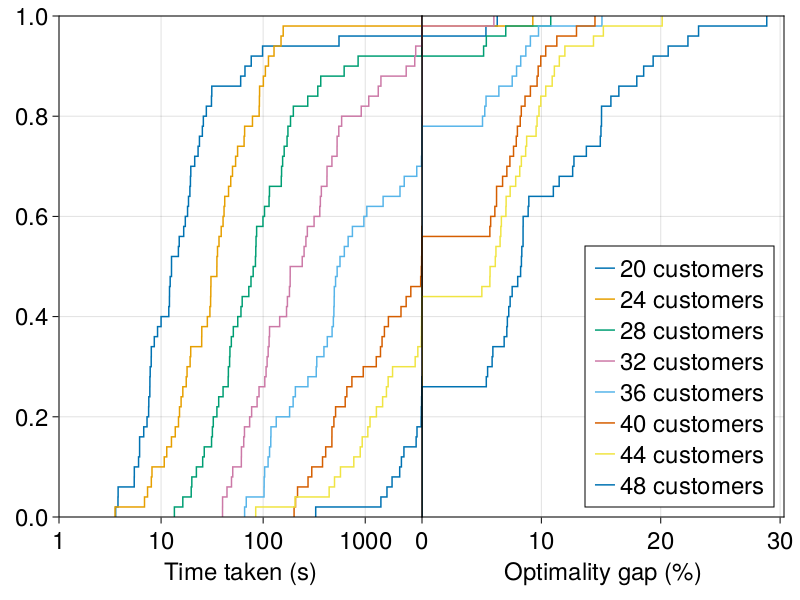 1.0
0.8
0.6
0.4
0.2
0.0
1 10 100 1000 0 10 20 30
Time taken (s) Optimality gap (%)
20 customers
24 customers
28 customers
32 customers
36 customers
40 customers
44 customers
48 customers